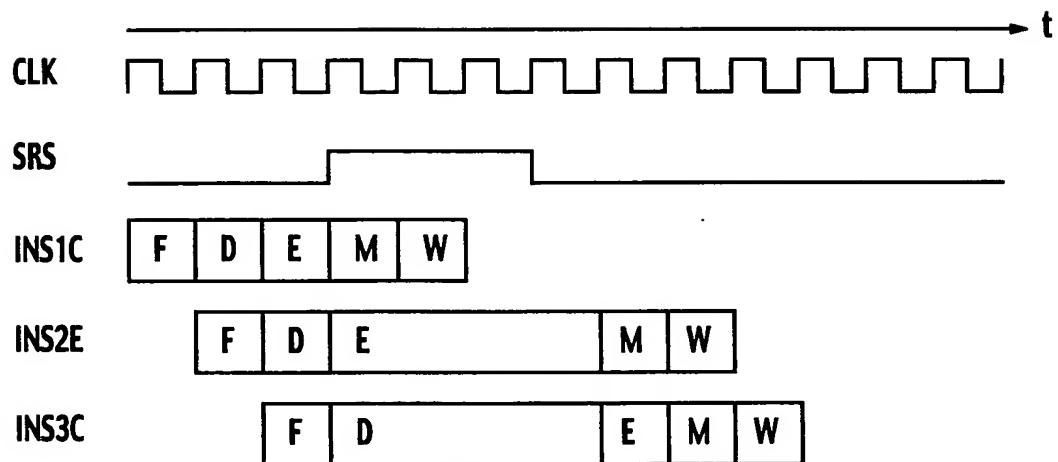 t
CLK
SRS
INS1C F D E M W
INS2E F D E M W
INS3C F D E M W